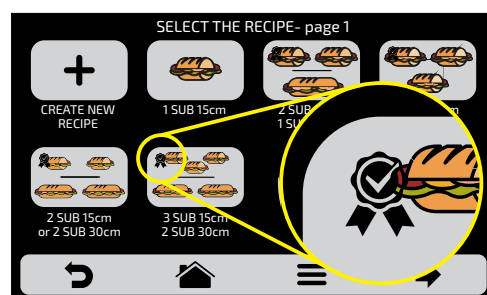 SELECT THE RECIPE- page 1
CREATE NEW
RECIPE
1 SUB 15cm
2 SUB
1 SU
2 SUB 15cm
or 2 SUB 30cm
3 SUB 15cm
2 SUB 30cm